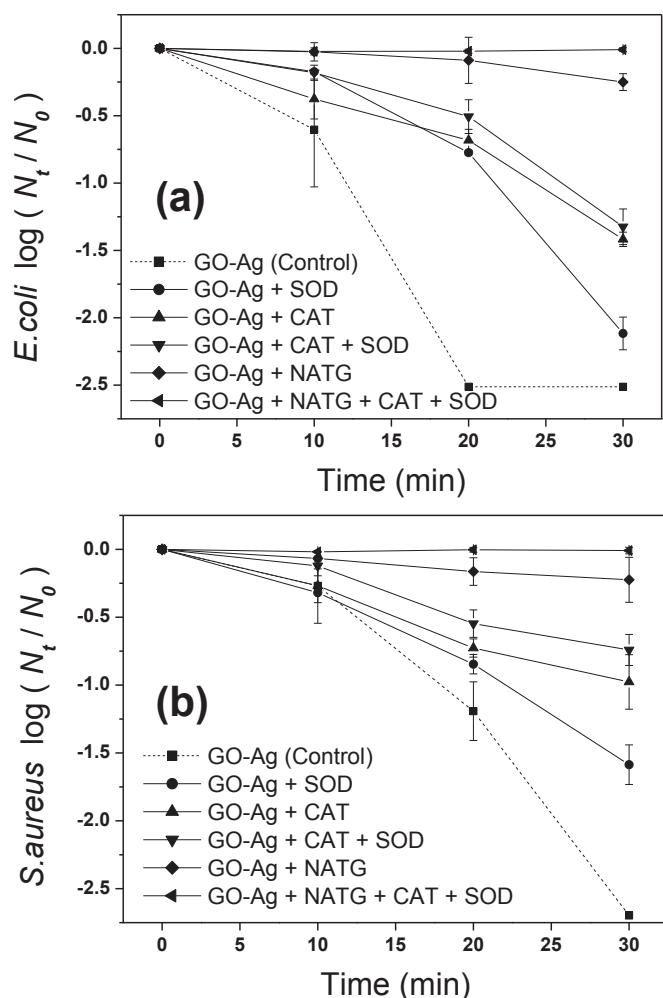 0.0
-0.5
-1.0
-1.5
-2.0
-2.5
E.coli log ( Nt / N0 )
(a)
GO-Ag (Control)
GO-Ag + SOD
GO-Ag + CAT
GO-Ag + CAT + SOD
GO-Ag + NATG
GO-Ag + NATG + CAT + SOD
0 5 10 15 20 25 30
Time (min)
0.0
-0.5
-1.0
-1.5
-2.0
-2.5
S.aureus log ( Nt / N0 )
(b)
GO-Ag (Control)
GO-Ag + SOD
GO-Ag + CAT
GO-Ag + CAT + SOD
GO-Ag + NATG
GO-Ag + NATG + CAT + SOD
0 5 10 15 20 25 30
Time (min)